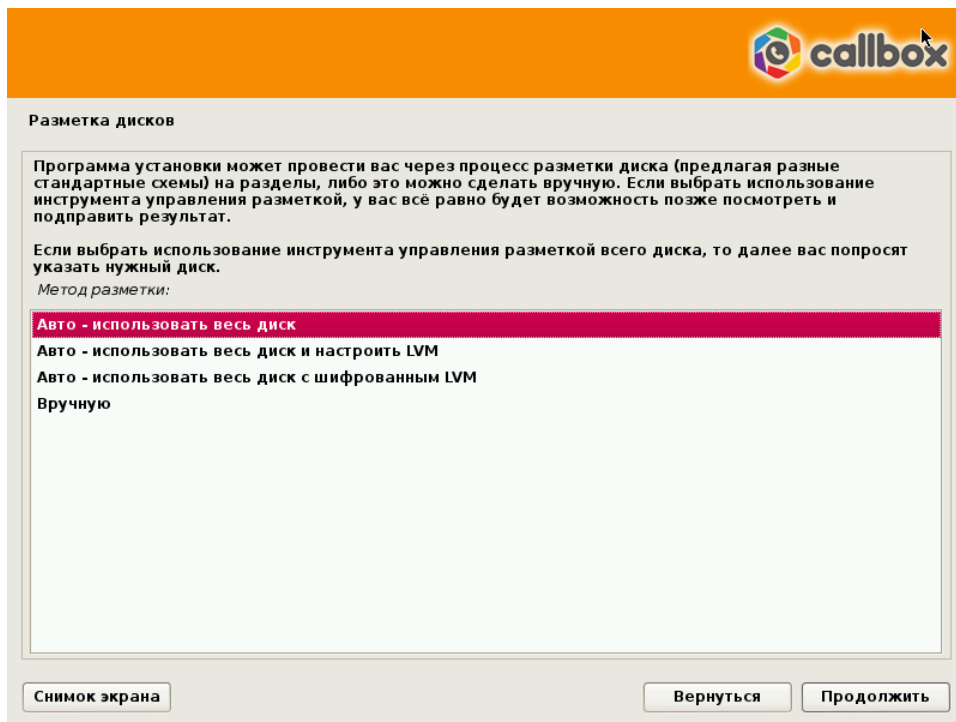 callbox
Разметка дисков
Программа установки может провести вас через процесс разметки диска (предлагая разные
стандартные схемы) на разделы, либо это можно сделать вручную. Если выбрать использование
инструмента управления разметкой, у вас всё равно будет возможность позже посмотреть и
подправить результат.
Если выбрать использование инструмента управления разметкой всего диска, то далее вас попросят
указать нужный диск.
Метод разметки:
Авто - использовать весь диск
Авто - использовать весь диск и настроить LVM
Авто - использовать весь диск с шифрованным LVM
Вручную
Снимок экрана
Вернуться
Продолжить